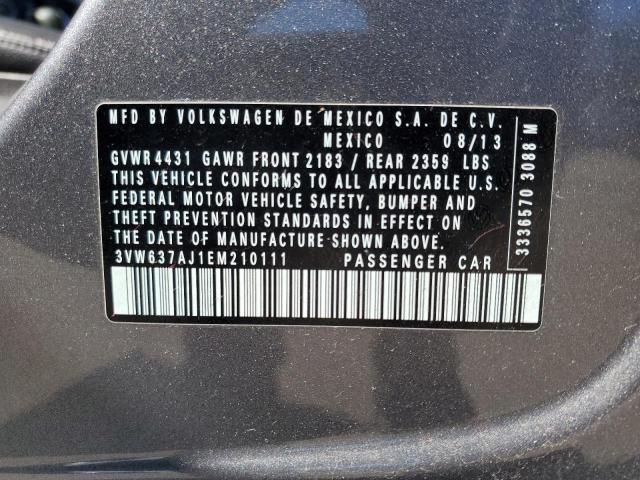 MFD BY VOLKSWAGEN DE MEXICO S.A. DE C.V.
MEXICO 08/13
GVWR 4431 GAWR FRONT 2183 / REAR 2359 LBS
THIS VEHICLE CONFORMS TO ALL APPLICABLE U.S.
FEDERAL MOTOR VEHICLE SAFETY, BUMPER AND
THEFT PREVENTION STANDARDS IN EFFECT ON
THE DATE OF MANUFACTURE SHOWN ABOVE.
3VW637AJ1EM210111 PASSENGER CAR
3336570 3088 M